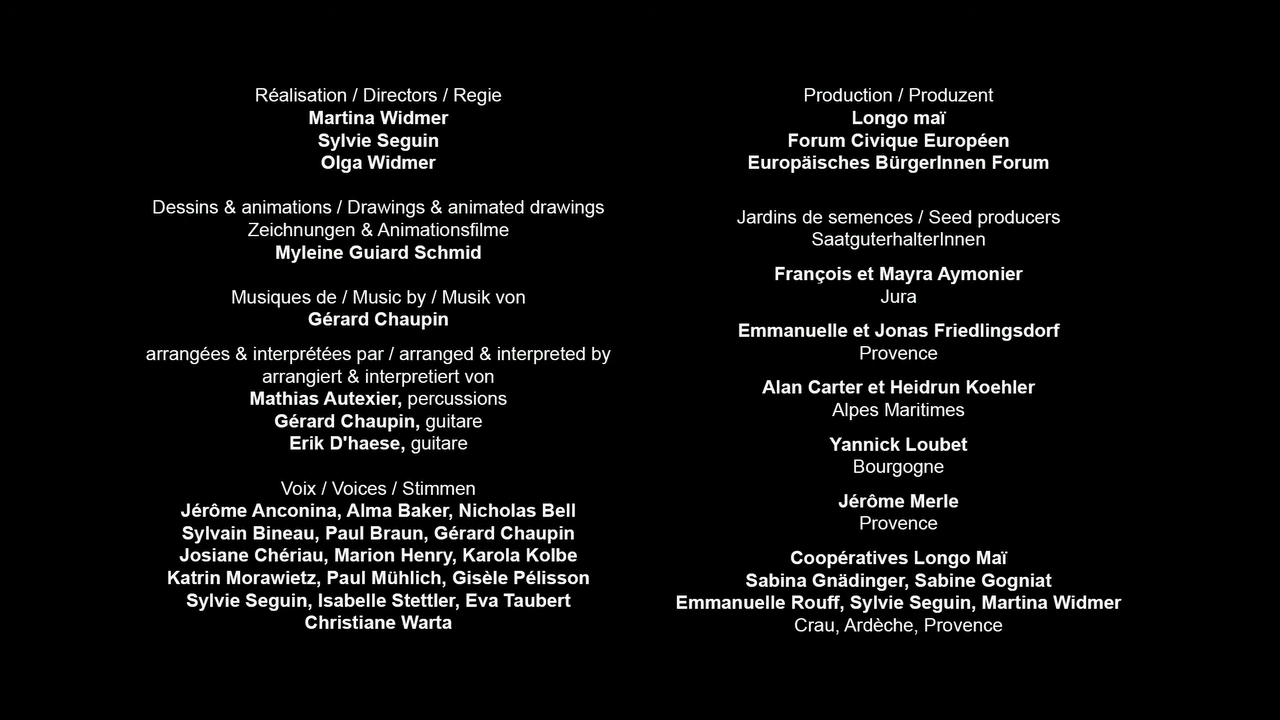 Réalisation / Directors / Regie
Martina Widmer
Sylvie Seguin
Olga Widmer
Dessins & animations / Drawings & animated drawings
Zeichnungen & Animationsfilme
Myleine Guiard Schmid
Musiques de / Music by / Musik von
Gérard Chaupin
arrangées & interprétées par / arranged & interpreted by
arrangiert & interpretiert von
Mathias Autexier, percussions
Gérard Chaupin, guitare
Erik D'haese, guitare
Voix / Voices / Stimmen
Jérôme Anconina, Alma Baker, Nicholas Bell
Sylvain Bineau, Paul Braun, Gérard Chaupin
Josiane Chériau, Marion Henry, Karola Kolbe
Katrin Morawietz, Paul Mühlich, Gisèle Pélisson
Sylvie Seguin, Isabelle Stettler, Eva Taubert
Christiane Warta
Production / Produzent
Longo maï
Forum Civique Européen
Europäisches BürgerInnen Forum
Jardins de semences / Seed producers
SaatguterhalterInnen
François et Mayra Aymonier
Jura
Emmanuelle et Jonas Friedlingsdorf
Provence
Alan Carter et Heidrun Koehler
Alpes Maritimes
Yannick Loubet
Bourgogne
Jérôme Merle
Provence
Coopératives Longo Maï
Sabina Gnädinger, Sabine Gogniat
Emmanuelle Rouff, Sylvie Seguin, Martina Widmer
Crau, Ardèche, Provence